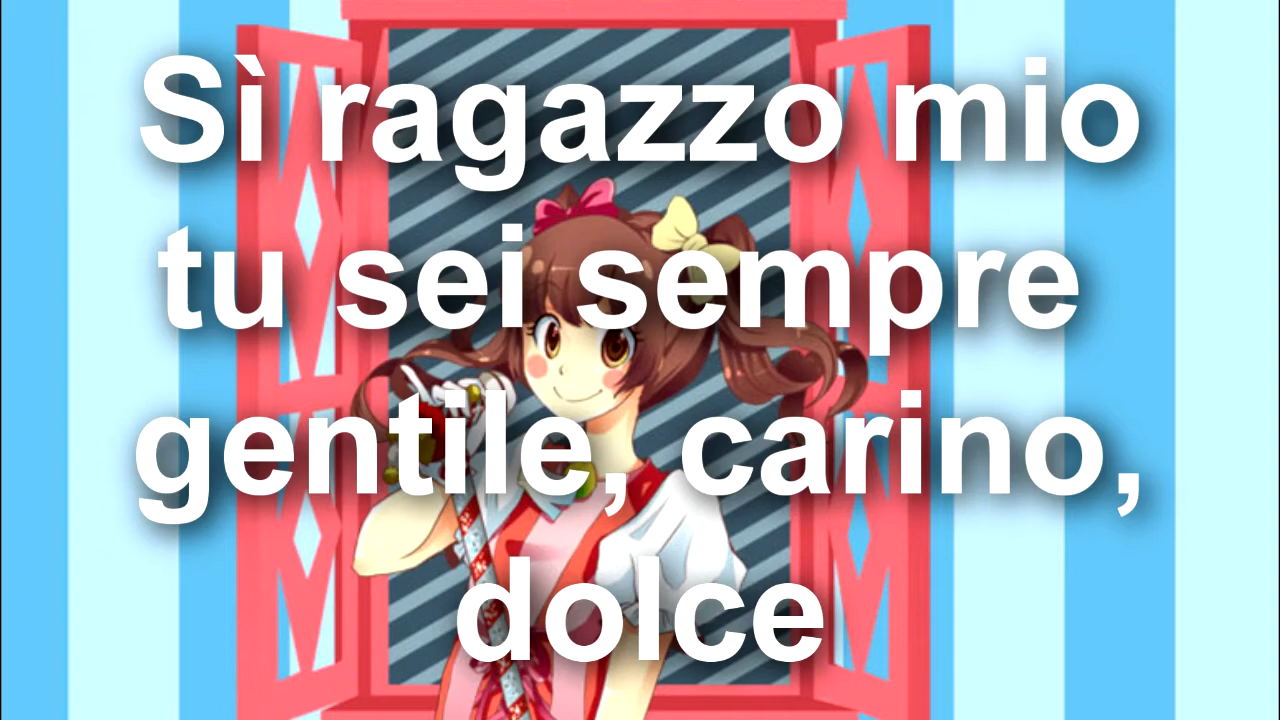 Sì ragazzo mio
tu sei sempre
gentile, carino,
dolce